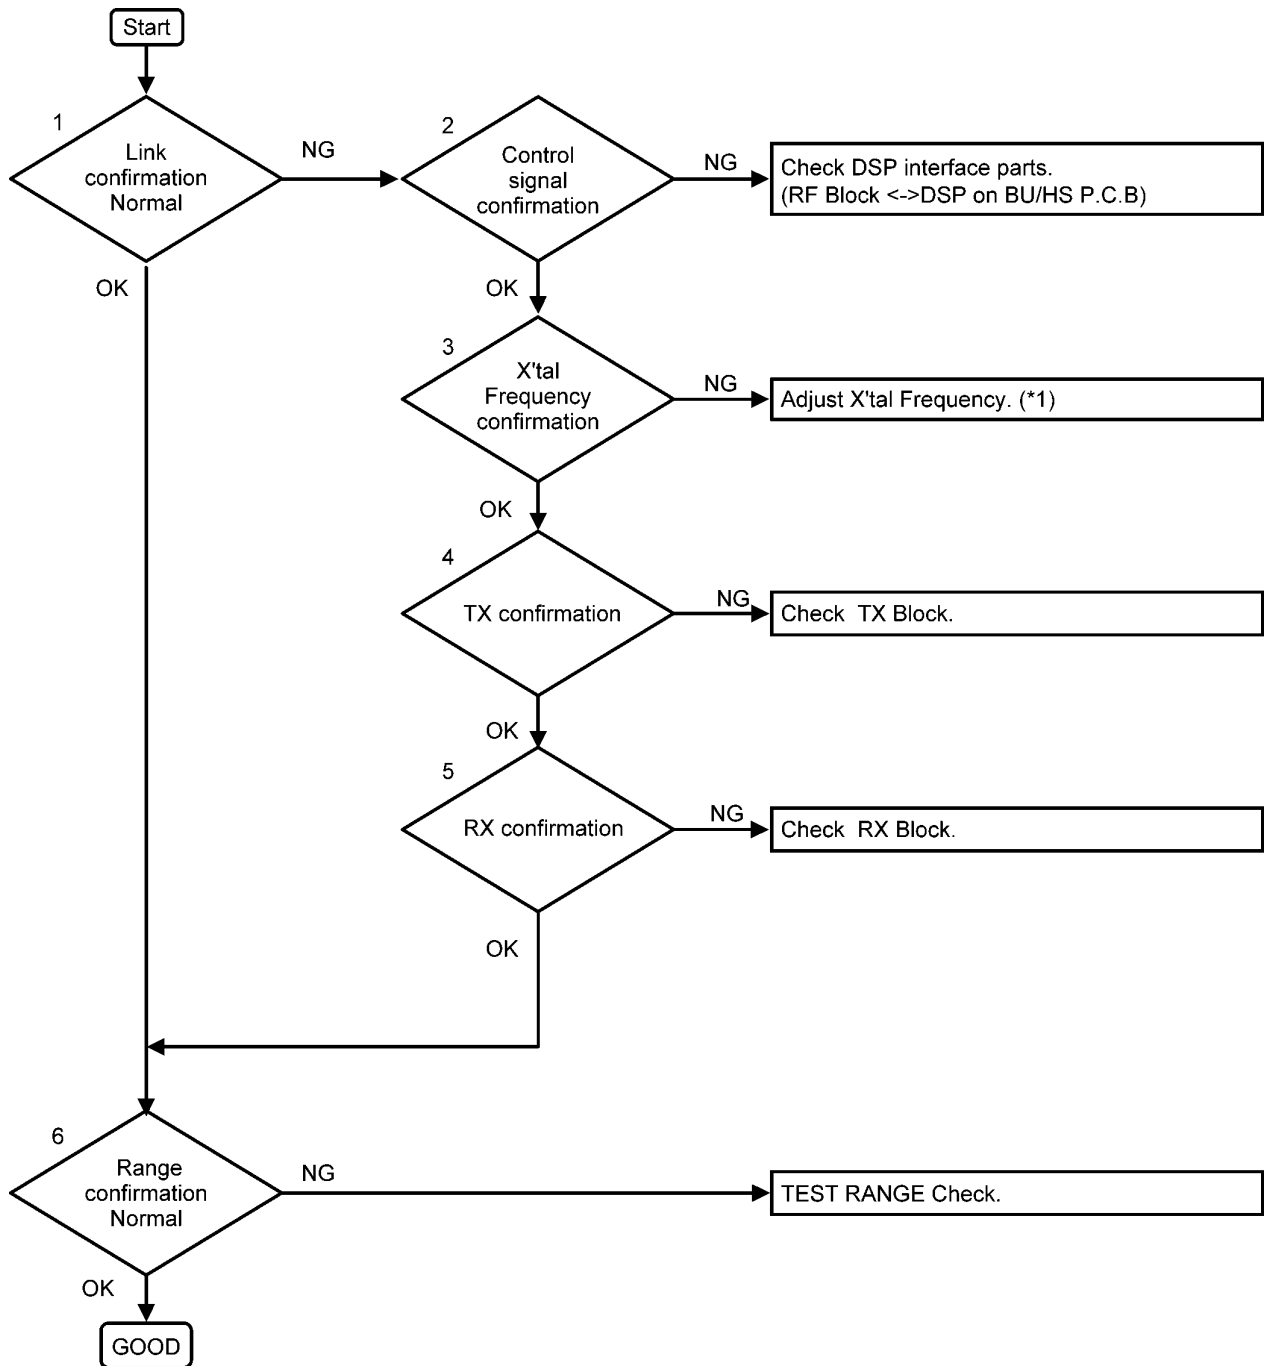 Start
1
Link
confirmation
Normal
NG
OK
2
Control
signal
confirmation
NG
Check DSP interface parts.
(RF Block <->DSP on BU/HS P.C.B)
OK
3
X'tal
Frequency
confirmation
NG
Adjust X'tal Frequency. (*1)
OK
4
TX confirmation
NG
Check  TX Block.
OK
5
RX confirmation
NG
Check  RX Block.
OK
6
Range
confirmation
Normal
NG
TEST RANGE Check.
OK
GOOD